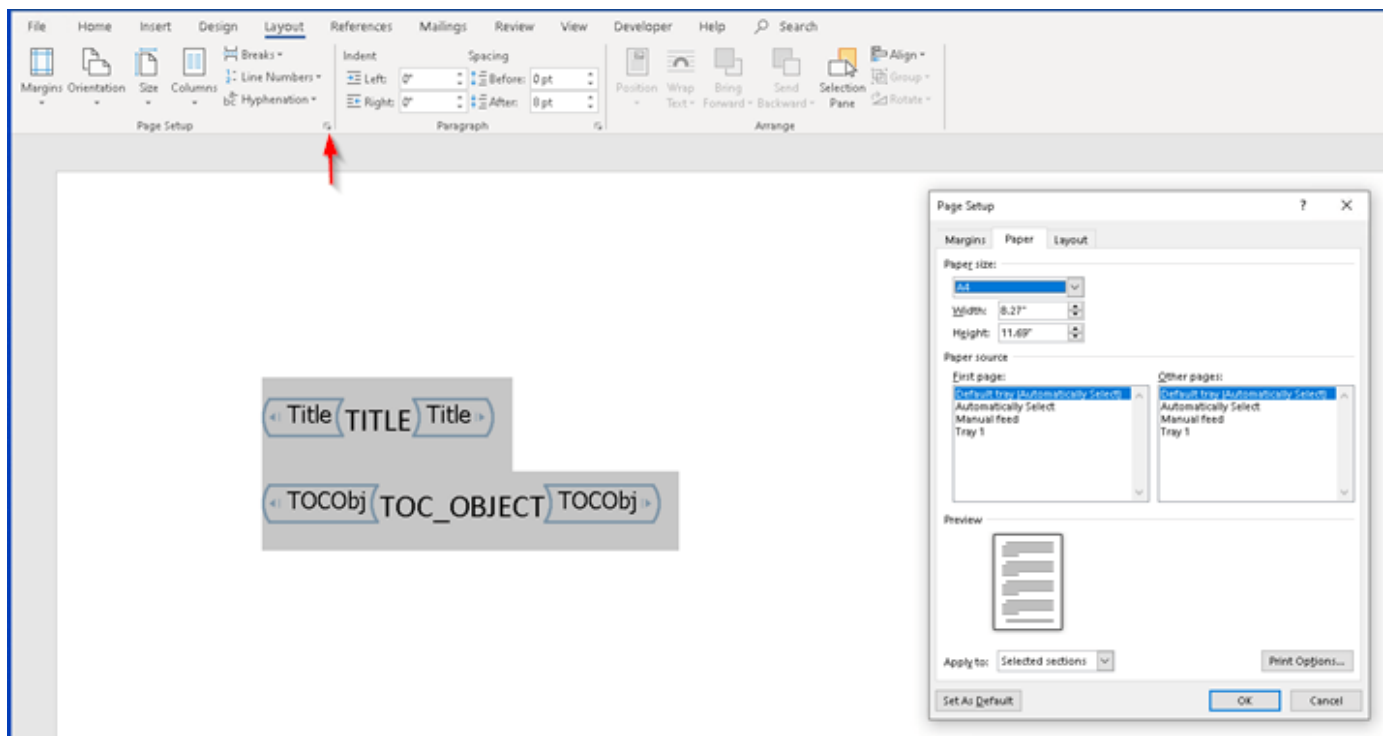 File Home Insert Design Layout References Mailings Review View Developer Help Search
Margins Orientation Size Columns
Breaks
Line Numbers
Hyphenation
Page Setup
Indent Spacing
Left: 0" Before: 0 pt
Right: 0" After: 8 pt
Paragraph
Position Wrap Text Bring Forward Send Backward Selection Pane
Align
Group
Rotate
Arrange
Title TITLE Title
TOCObj TOC_OBJECT TOCObj
Page Setup ?
Margins Paper Layout
Paper size:
A4
Width: 8.27"
Height: 11.69"
Paper source
First page: Other pages:
Default tray (Automatically Select) Default tray (Automatically Select)
Automatically Select Automatically Select
Manual feed Manual feed
Tray 1 Tray 1
Preview
Apply to: Selected sections Print Options...
Set As Default OK Cancel